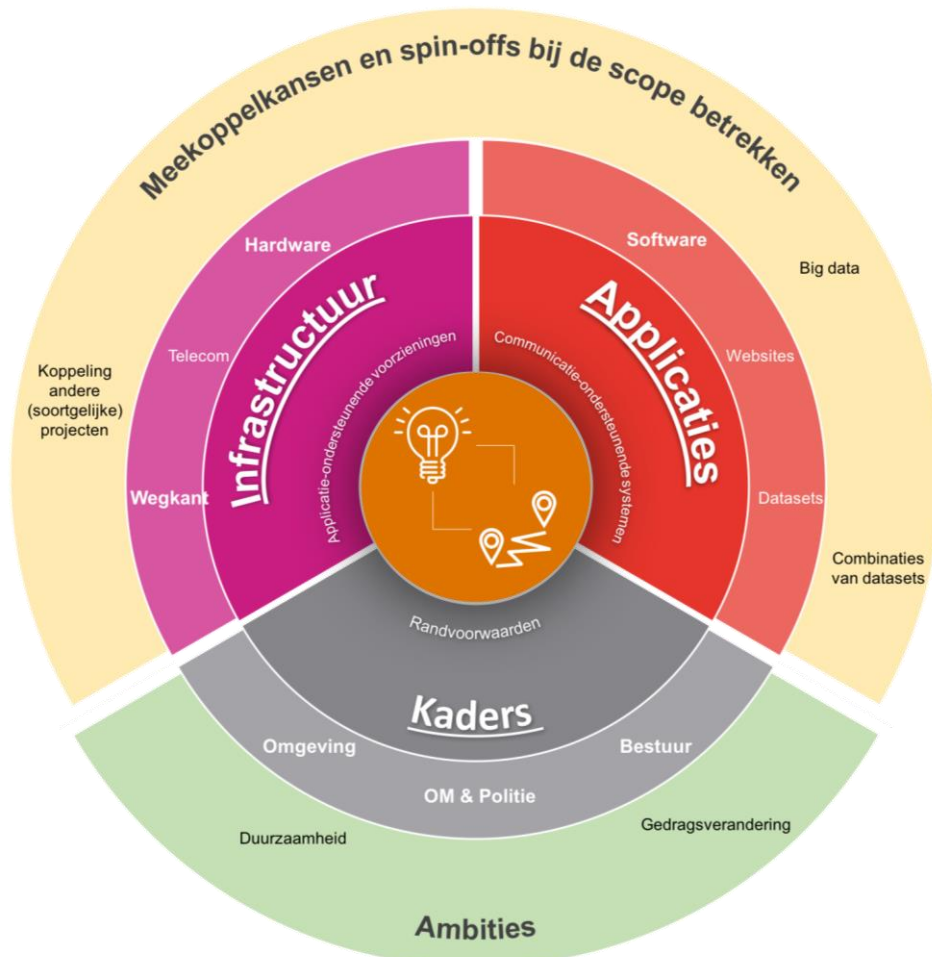 Meekoppelkansen en spin-offs bij de scope betrekken
Hardware
Software
Big data
Infrastructuur
Applicaties
Telecom
Applicatie-ondersteunende voorzieningen
Communicatie-ondersteunende systemen
Websites
Koppeling
andere
(soortgelijke)
projecten
Wegkant
Datasets
Combinaties
van datasets
Randvoorwaarden
Kaders
Omgeving
Bestuur
OM & Politie
Duurzaamheid
Gedragsverandering
Ambities